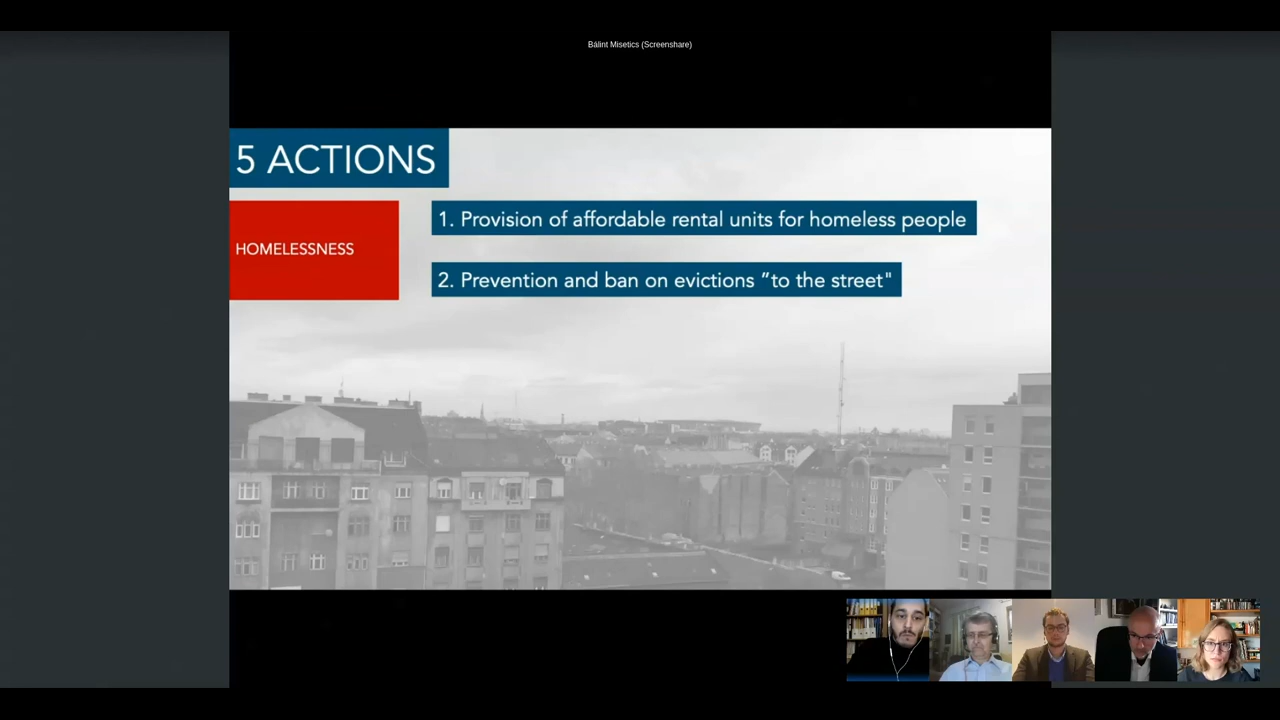 Bálint Misetics (Screenshare)
5 ACTIONS
1. Provision of affordable rental units for homeless people
HOMELESSNESS
2. Prevention and ban on evictions ”to the street"